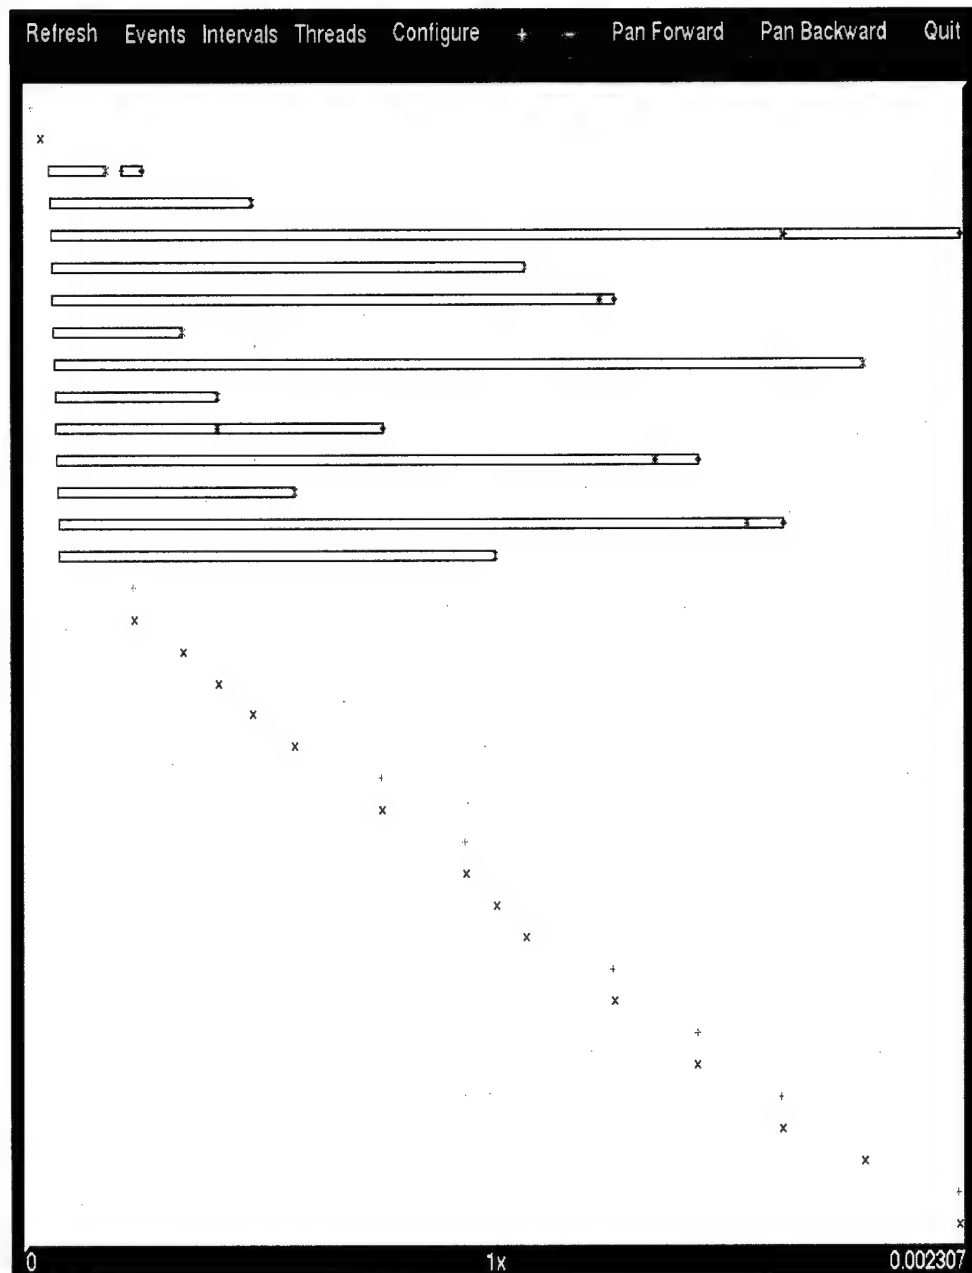 Refresh Events Intervals Threads Configure + - Pan Forward Pan Backward Quit
0 1x 0.002307